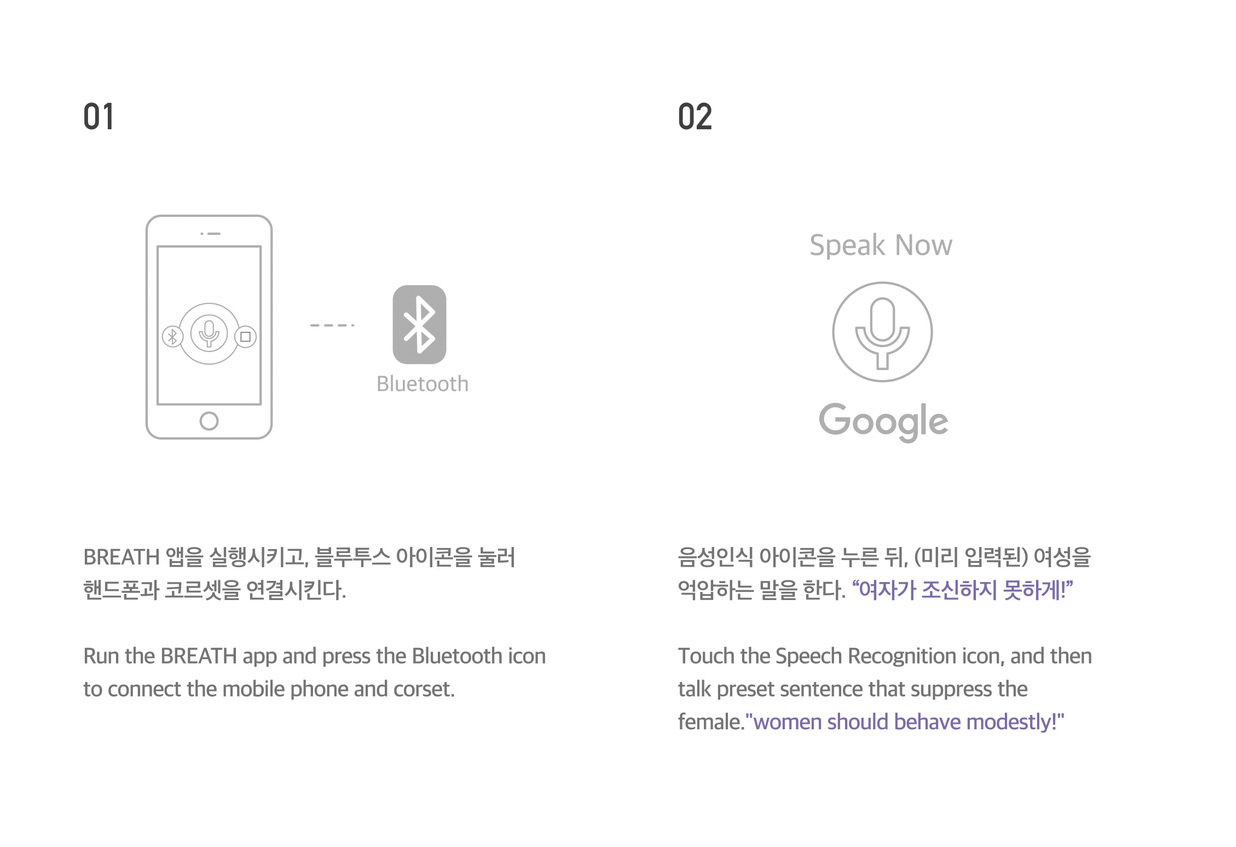 01
Bluetooth
BREATH 앱을 실행시키고, 블루투스 아이콘을 눌러
핸드폰과 코르셋을 연결시킨다.
Run the BREATH app and press the Bluetooth icon
to connect the mobile phone and corset.
02
Speak Now
Google
음성인식 아이콘을 누른 뒤, (미리 입력된) 여성을
억압하는 말을 한다. “여자가 조신하지 못하게!”
Touch the Speech Recognition icon, and then
talk preset sentence that suppress the
female."women should behave modestly!"